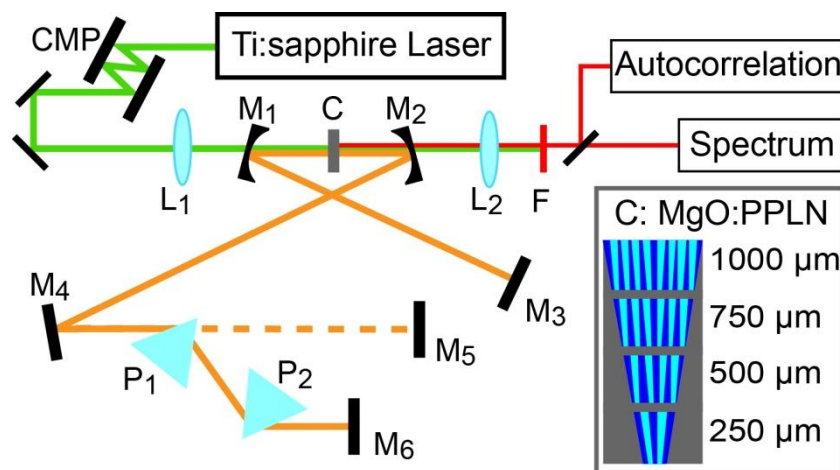 CMP
Ti:sapphire Laser
Autocorrelation
Spectrum
M1
C
M2
L1
L2
F
C: MgO:PPLN
1000 µm
750 µm
500 µm
250 µm
M3
M4
M5
P1
P2
M6